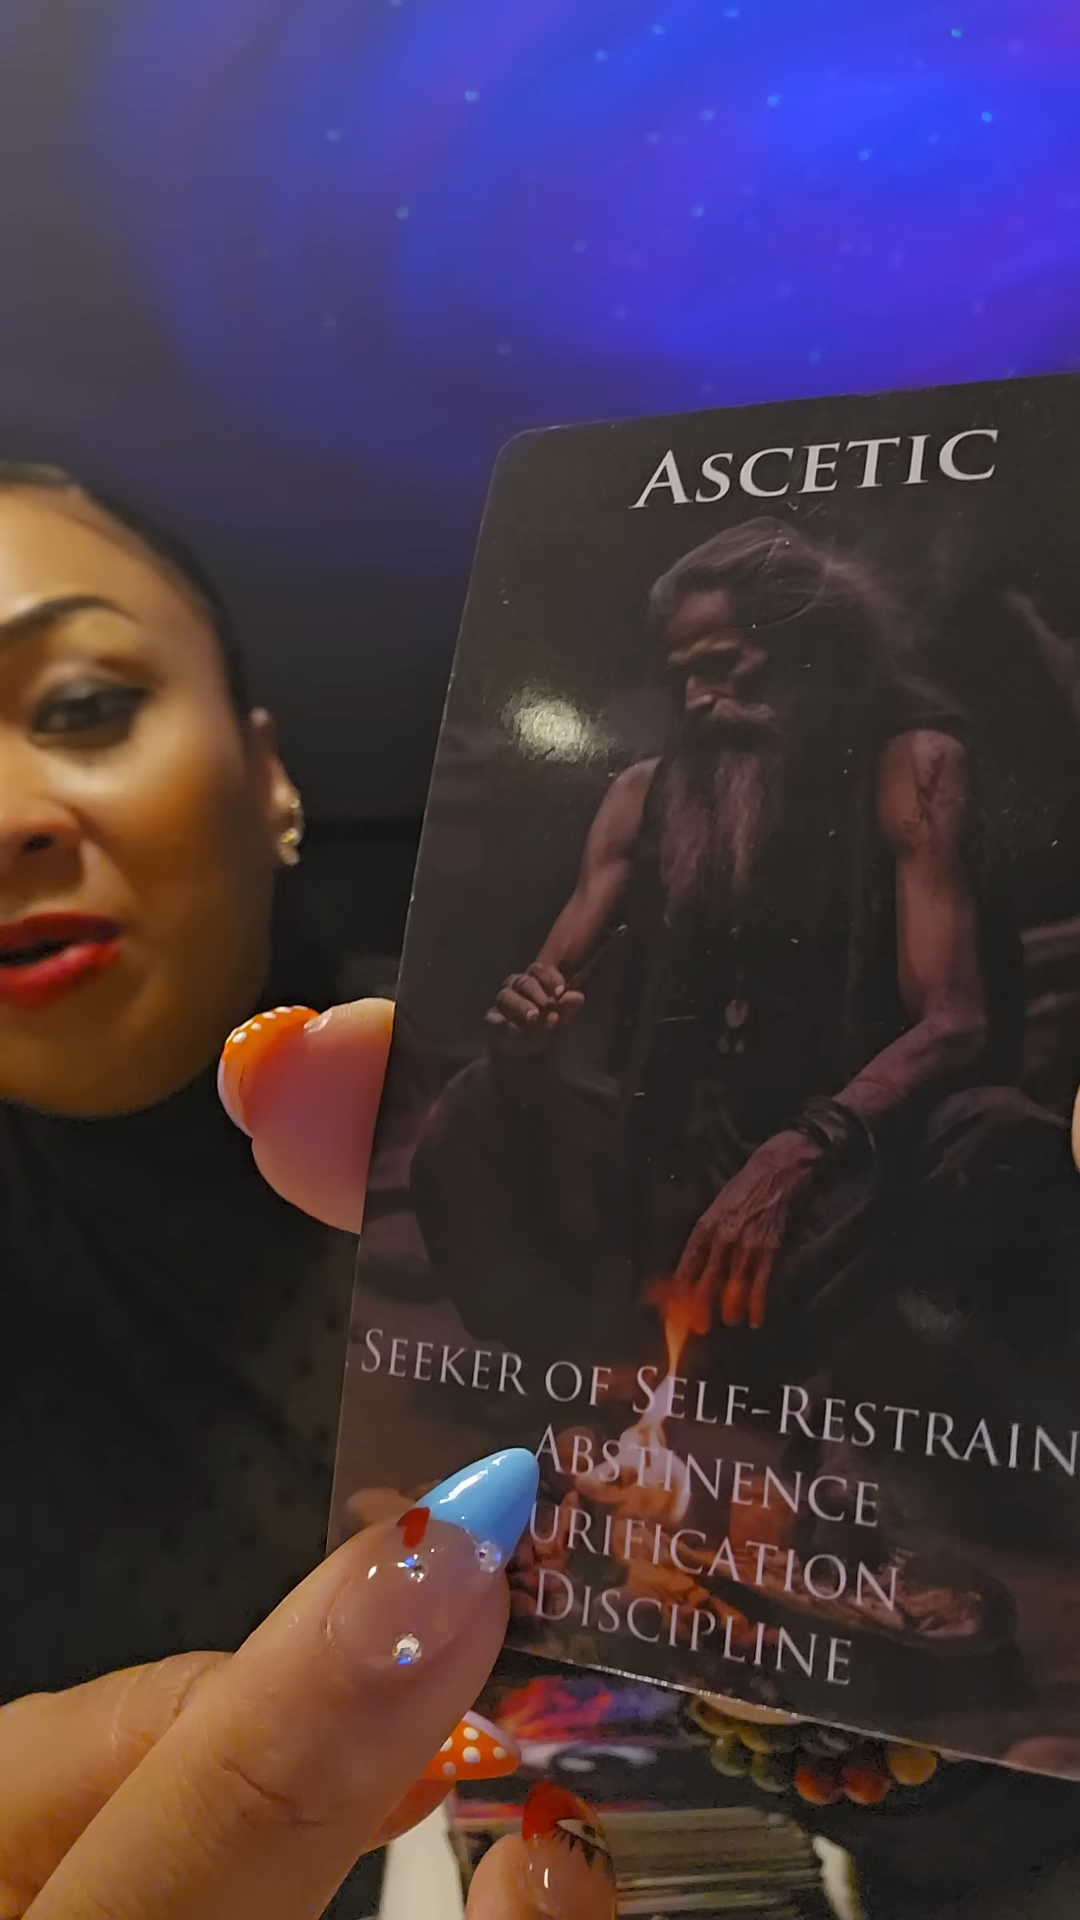 ASCETIC
SEEKER OF SELF-RESTRAIN
ABSTINENCE
URIFICATION
DISCIPLINE